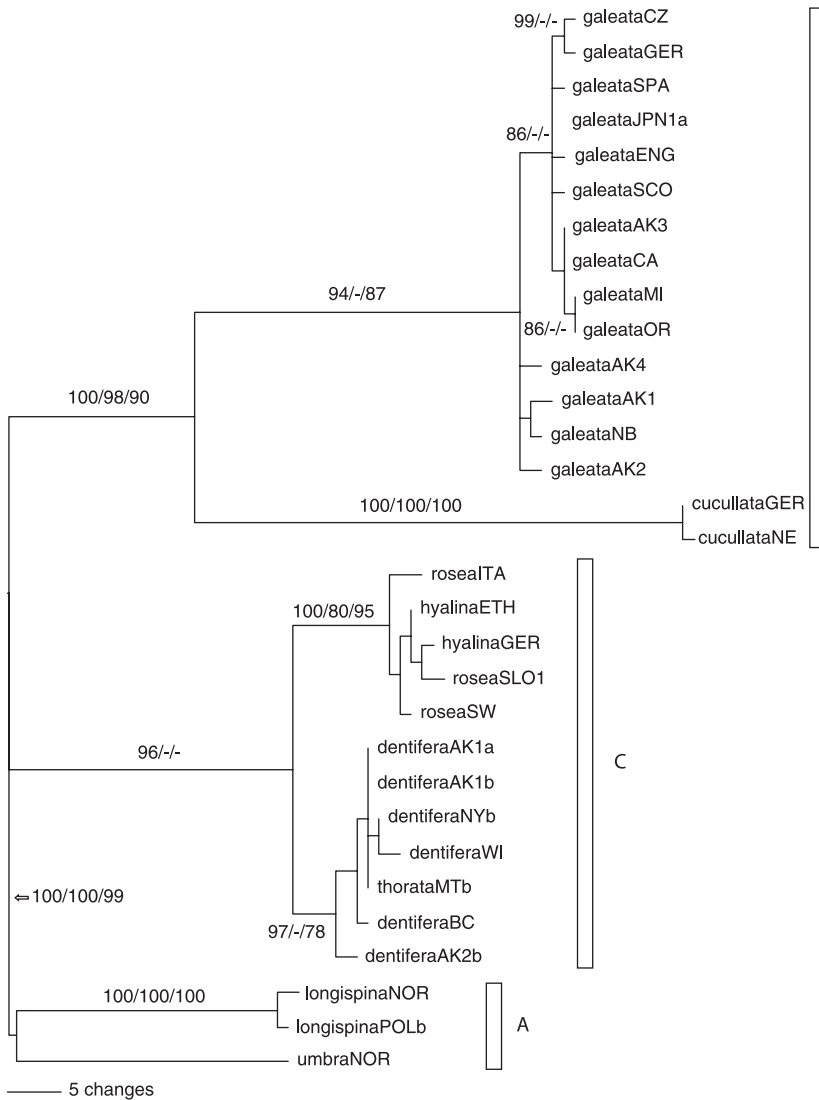 99/-/-
galeataCZ
galeataGER
galeataSPA
galeataJPN1a
86/-/-
galeataENG
galeataSCO
galeataAK3
galeataCA
94/-/87
galeataMI
86/-/-
galeataOR
galeataAK4
100/98/90
galeataAK1
galeataNB
galeataAK2
100/100/100
cucullataGER
cucullataNE
roseaITA
100/80/95
hyalinaETH
hyalinaGER
roseaSLO1
roseaSW
96/-/-
dentiferaAK1a
C
dentiferaAK1b
dentiferaNYb
dentiferaWI
thorataMTb
⇦100/100/99
dentiferaBC
97/-/78
dentiferaAK2b
100/100/100
longispinaNOR
longispinaPOLb
A
umbraNOR
5 changes